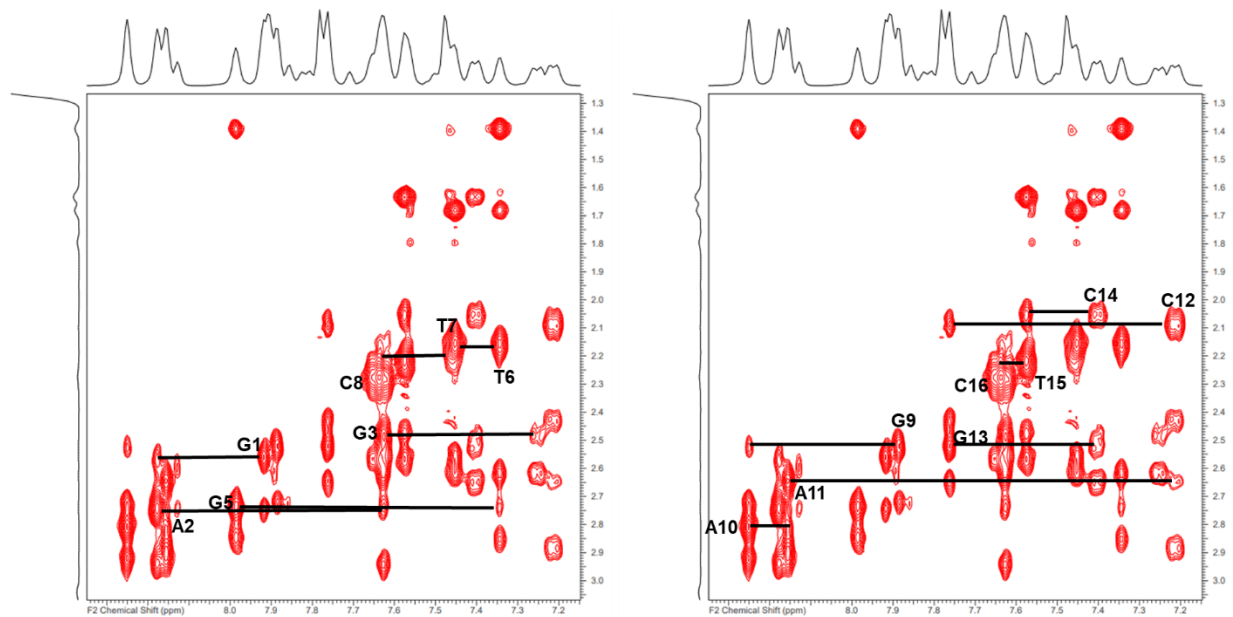 1.3
1.4
1.5
1.6
1.7
1.8
1.9
2.0
2.1
T7
2.2
T6
C8
2.3
2.4
G3
G1
2.5
2.6
G5
2.7
A2
2.8
2.9
3.0
F2 Chemical Shift (ppm) 7.9 7.8 7.7 7.6 7.5 7.4 7.3 7.2
8.0
1.3
1.4
1.5
1.6
1.7
1.8
1.9
C14 C12
2.0
2.1
2.2
C16 T15
2.3
2.4
G9
G13
2.5
2.6
A11
2.7
A10
2.8
2.9
3.0
F2 Chemical Shift (ppm) 8.0 7.9 7.8 7.7 7.6 7.5 7.4 7.3 7.2